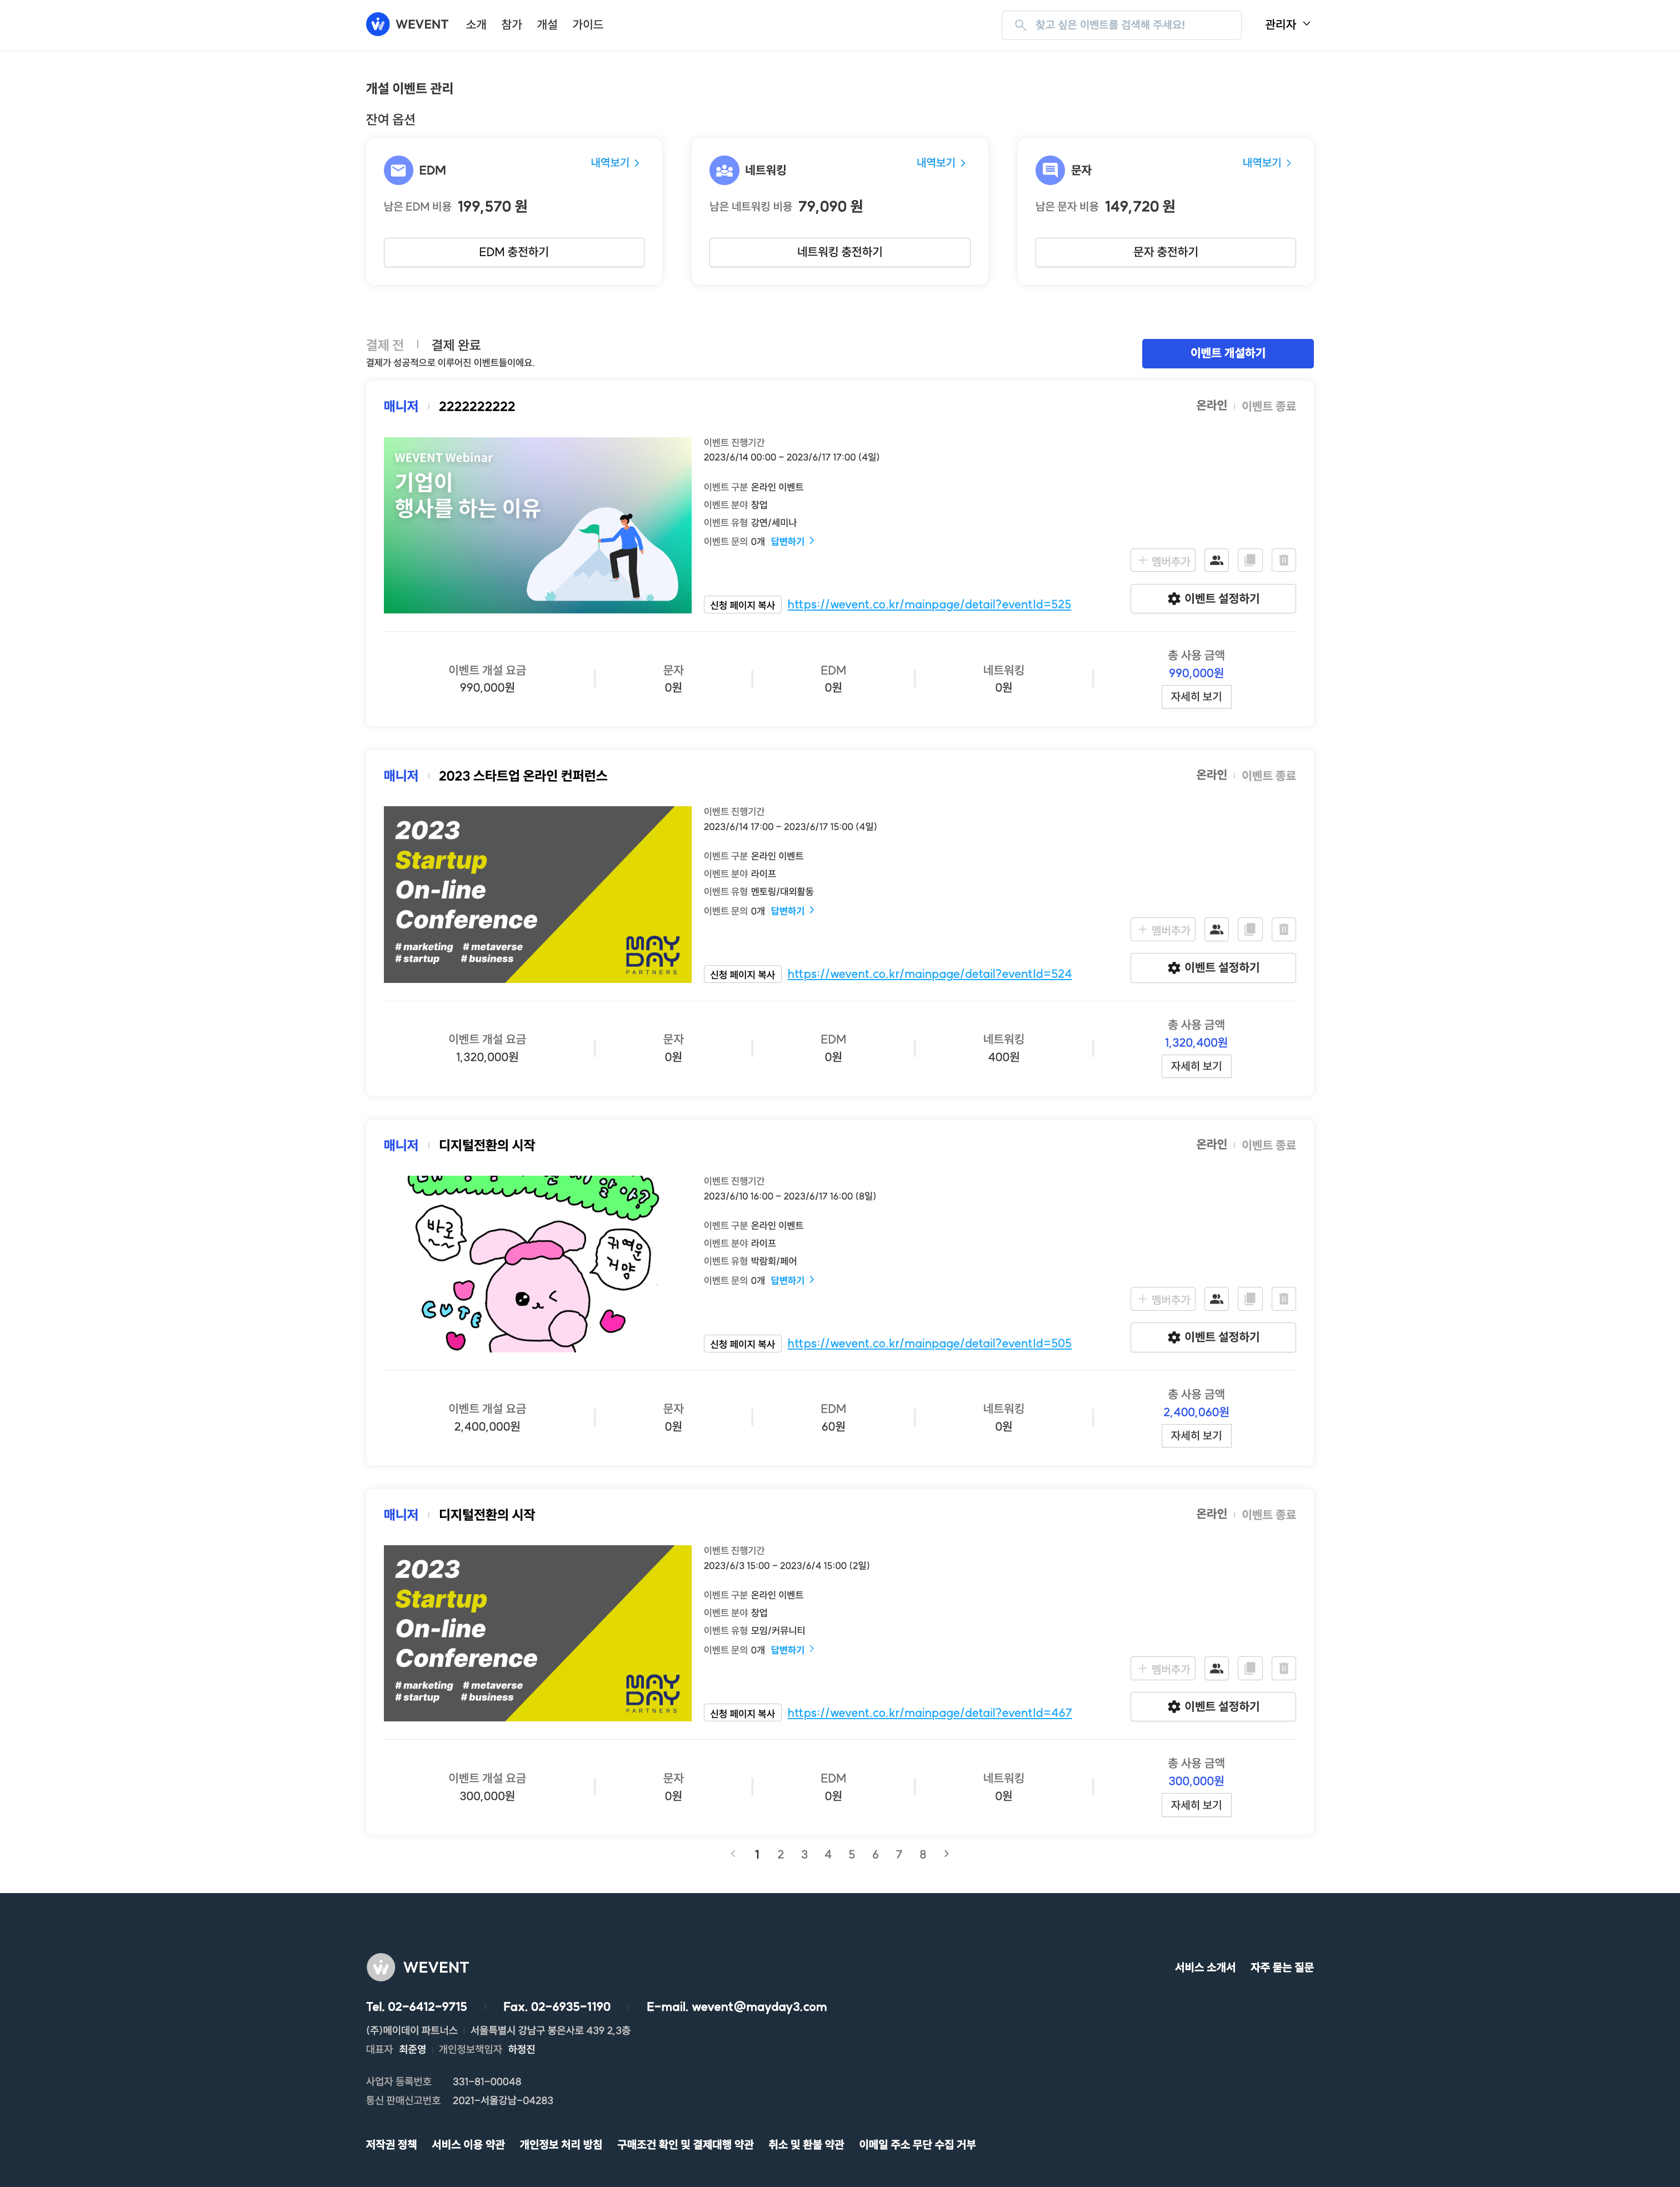 WEVENT 소개 참가 개설 가이드 찾고 싶은 이벤트를 검색해 주세요! 관리자
개설 이벤트 관리
잔여 옵션
EDM 내역보기
남은 EDM 비용 199,570 원
EDM 충전하기
네트워킹 내역보기
남은 네트워킹 비용 79,090 원
네트워킹 충전하기
문자 내역보기
남은 문자 비용 149,720 원
문자 충전하기
결제 전 결제 완료
결제가 성공적으로 이루어진 이벤트들이에요.
이벤트 개설하기
매니저 2222222222 온라인 이벤트 종료
WEVENT Webinar
기업이
행사를 하는 이유
이벤트 진행기간
2023/6/14 00:00 - 2023/6/17 17:00 (4일)
이벤트 구분 온라인 이벤트
이벤트 분야 창업
이벤트 유형 강연/세미나
이벤트 문의 0개 답변하기
멤버추가
신청 페이지 복사 https://wevent.co.kr/mainpage/detail?eventId=525
이벤트 설정하기
이벤트 개설 요금 문자 EDM 네트워킹 총 사용 금액
990,000원 0원 0원 0원 990,000원
자세히 보기
매니저 2023 스타트업 온라인 컨퍼런스 온라인 이벤트 종료
2023
Startup
On-line
Conference
# marketing # metaverse
# startup # business
MAY
DAY
PARTNERS
이벤트 진행기간
2023/6/14 17:00 - 2023/6/17 15:00 (4일)
이벤트 구분 온라인 이벤트
이벤트 분야 라이프
이벤트 유형 멘토링/대외활동
이벤트 문의 0개 답변하기
멤버추가
신청 페이지 복사 https://wevent.co.kr/mainpage/detail?eventId=524
이벤트 설정하기
이벤트 개설 요금 문자 EDM 네트워킹 총 사용 금액
1,320,000원 0원 0원 400원 1,320,400원
자세히 보기
매니저 디지털전환의 시작 온라인 이벤트 종료
바로
귀여운
지얌
CUTE
이벤트 진행기간
2023/6/10 16:00 - 2023/6/17 16:00 (8일)
이벤트 구분 온라인 이벤트
이벤트 분야 라이프
이벤트 유형 박람회/페어
이벤트 문의 0개 답변하기
멤버추가
신청 페이지 복사 https://wevent.co.kr/mainpage/detail?eventId=505
이벤트 설정하기
이벤트 개설 요금 문자 EDM 네트워킹 총 사용 금액
2,400,000원 0원 60원 0원 2,400,060원
자세히 보기
매니저 디지털전환의 시작 온라인 이벤트 종료
2023
Startup
On-line
Conference
# marketing # metaverse
# startup # business
MAY
DAY
PARTNERS
이벤트 진행기간
2023/6/3 15:00 - 2023/6/4 15:00 (2일)
이벤트 구분 온라인 이벤트
이벤트 분야 창업
이벤트 유형 모임/커뮤니티
이벤트 문의 0개 답변하기
멤버추가
신청 페이지 복사 https://wevent.co.kr/mainpage/detail?eventId=467
이벤트 설정하기
이벤트 개설 요금 문자 EDM 네트워킹 총 사용 금액
300,000원 0원 0원 0원 300,000원
자세히 보기
1 2 3 4 5 6 7 8
WEVENT 서비스 소개서 자주 묻는 질문
Tel. 02-6412-9715 Fax. 02-6935-1190 E-mail. wevent@mayday3.com
(주)메이데이 파트너스 서울특별시 강남구 봉은사로 439 2,3층
대표자 최준영 개인정보책임자 하정진
사업자 등록번호 331-81-00048
통신 판매신고번호 2021-서울강남-04283
저작권 정책 서비스 이용 약관 개인정보 처리 방침 구매조건 확인 및 결제대행 약관 취소 및 환불 약관 이메일 주소 무단 수집 거부